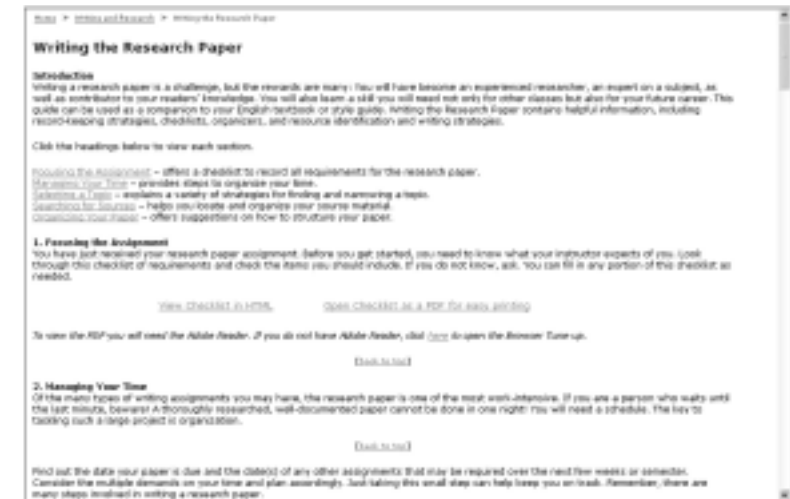 Home > Writing and Research > Writing the Research Paper
Writing the Research Paper
Introduction
Writing a research paper is a challenge, but the rewards are many: You will have become an experienced researcher, an expert on a subject, as
well as contributor to your readers' knowledge. You will also learn a skill you will need not only for other classes but also for your future career. This
guide can be used as a companion to your English textbook or style guide. Writing the Research Paper contains helpful information, including
record-keeping strategies, checklists, organizers, and resource identification and writing strategies.
Click the headings below to view each section.
Focusing the Assignment – offers a checklist to record all requirements for the research paper.
Managing Your Time – provides steps to organize your time.
Selecting a Topic – explains a variety of strategies for finding and narrowing a topic.
Searching for Sources – helps you locate and organize your source material.
Organizing Your Paper – offers suggestions on how to structure your paper.
1. Focusing the Assignment
You have just received your research paper assignment. Before you get started, you need to know what your instructor expects of you. Look
through this checklist of requirements and check the items you should include. If you do not know, ask. You can fill in any portion of this checklist as
needed.
View Checklist in HTML Open Checklist as a PDF for easy printing
To view the PDF you will need the Adobe Reader. If you do not have Adobe Reader, click here to open the Browser Tune-up.
[back to top]
2. Managing Your Time
Of the many types of writing assignments you may have, the research paper is one of the most work-intensive. If you are a person who waits until
the last minute, beware! A thoroughly researched, well-documented paper cannot be done in one night! You will need a schedule. The key to
tackling such a large project is organization.
[back to top]
Find out the date your paper is due and the date(s) of any other assignments that may be required over the next few weeks or semester.
Consider the multiple demands on your time and plan accordingly. Just taking this small step can help keep you on track. Remember, there are
many steps involved in writing a research paper.